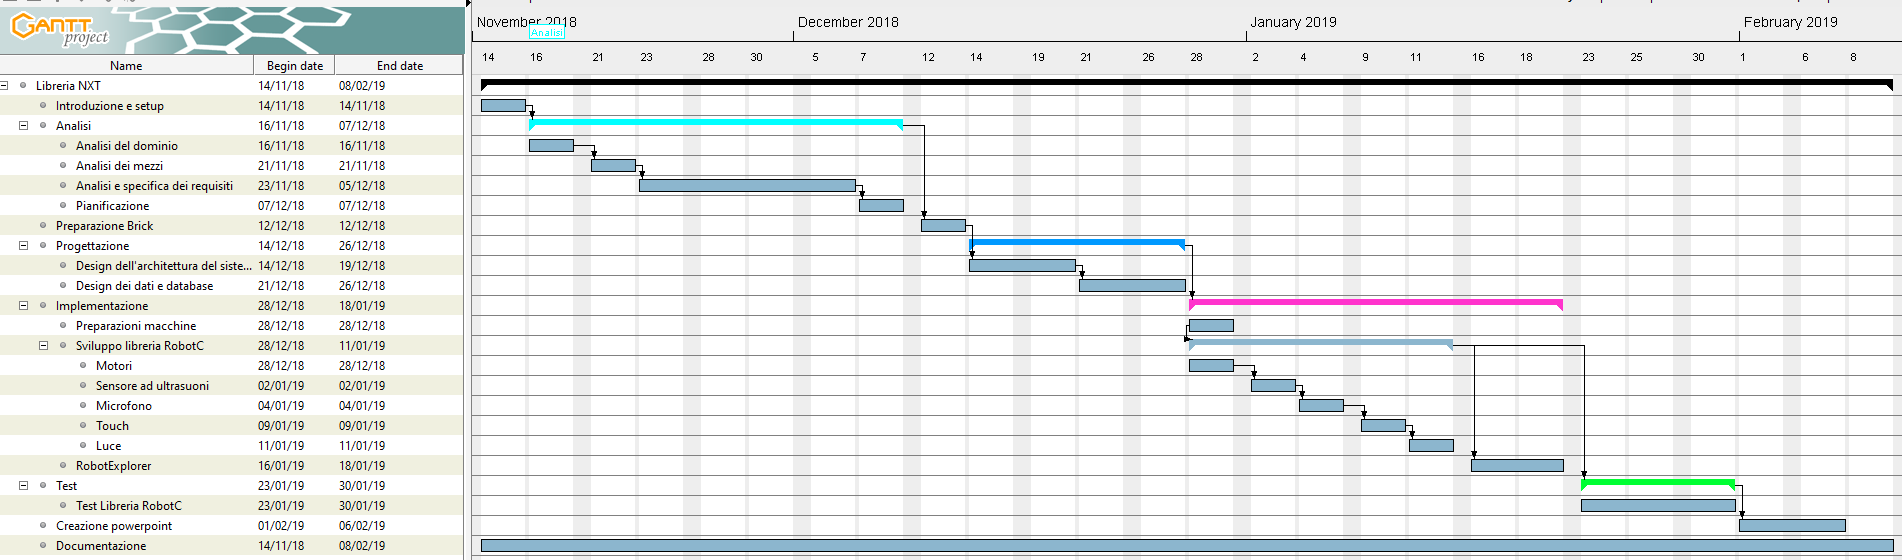 GANTT
project
November 2018 December 2018 January 2019 February 2019
Analisi
14 16 21 23 28 30 5 7 12 14 19 21 26 28 2 4 9 11 16 18 23 25 30 1 6 8
Name Begin date End date
Libreria NXT 14/11/18 08/02/19
Introduzione e setup 14/11/18 14/11/18
Analisi 16/11/18 07/12/18
Analisi del dominio 16/11/18 16/11/18
Analisi dei mezzi 21/11/18 21/11/18
Analisi e specifica dei requisiti 23/11/18 05/12/18
Pianificazione 07/12/18 07/12/18
Preparazione Brick 12/12/18 12/12/18
Progettazione 14/12/18 26/12/18
Design dell'architettura del siste... 14/12/18 19/12/18
Design dei dati e database 21/12/18 26/12/18
Implementazione 28/12/18 18/01/19
Preparazioni macchine 28/12/18 28/12/18
Sviluppo libreria RobotC 28/12/18 11/01/19
Motori 28/12/18 28/12/18
Sensore ad ultrasuoni 02/01/19 02/01/19
Microfono 04/01/19 04/01/19
Touch 09/01/19 09/01/19
Luce 11/01/19 11/01/19
RobotExplorer 16/01/19 18/01/19
Test 23/01/19 30/01/19
Test Libreria RobotC 23/01/19 30/01/19
Creazione powerpoint 01/02/19 06/02/19
Documentazione 14/11/18 08/02/19